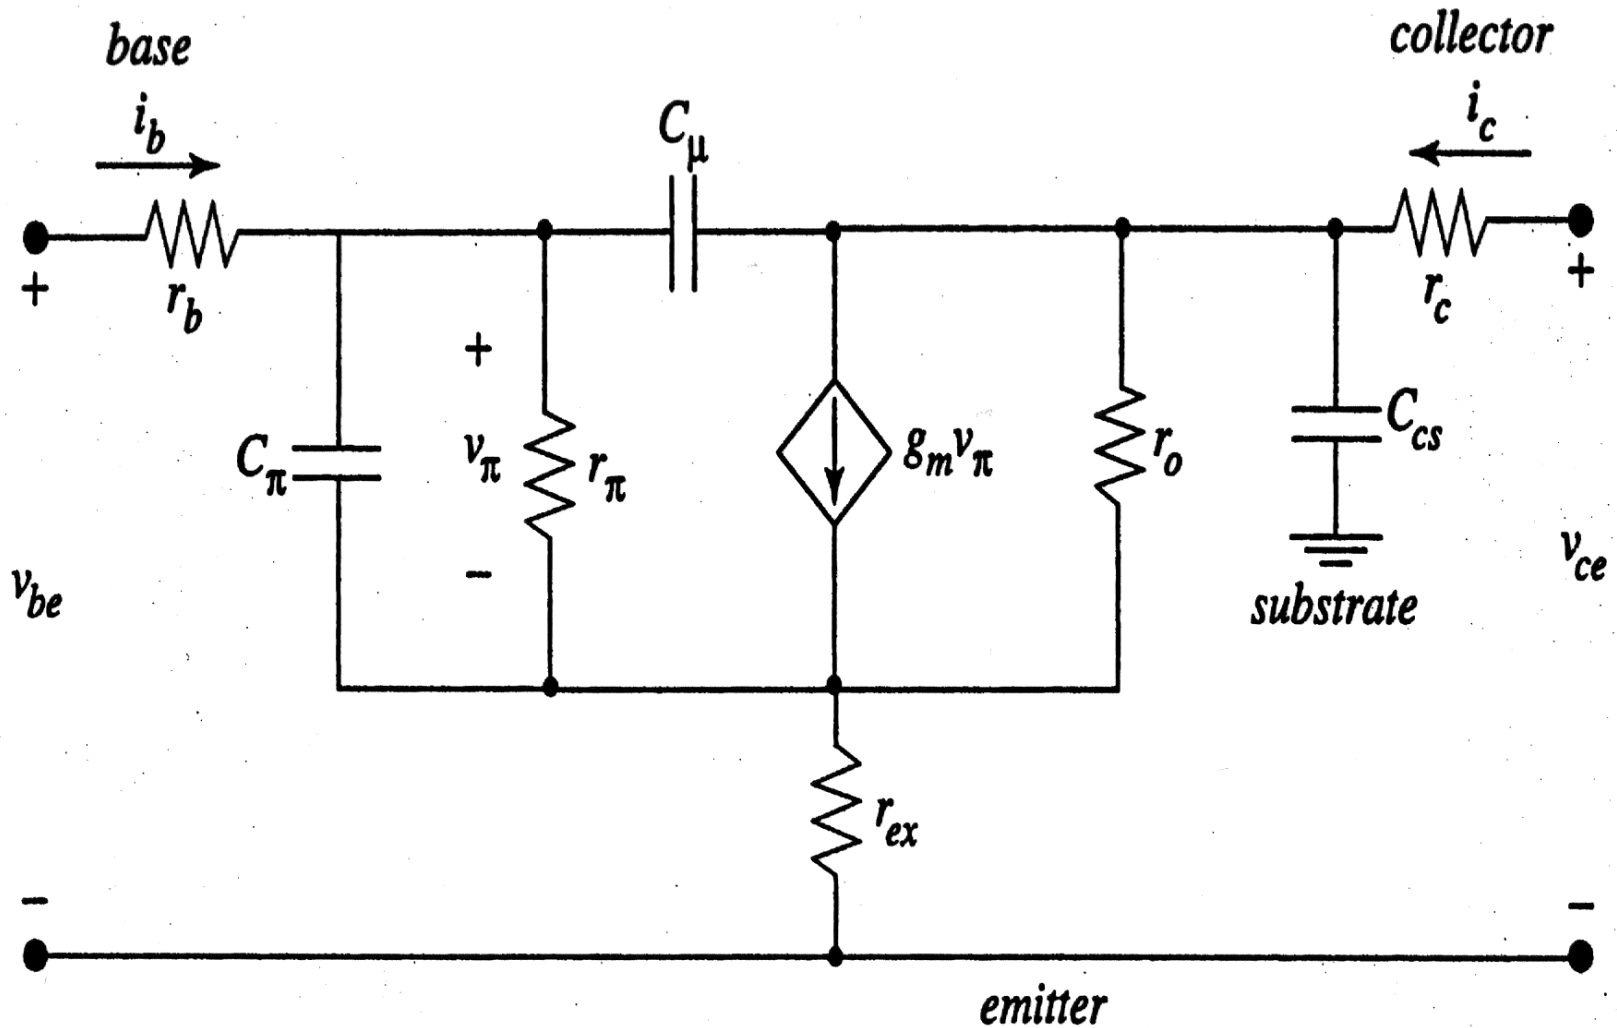 base
i_b
+
r_b
C_μ
collector
i_c
+
r_c
C_π
+
v_π
−
r_π
g_m v_π
r_o
C_cs
substrate
v_be
v_ce
r_ex
−
−
emitter